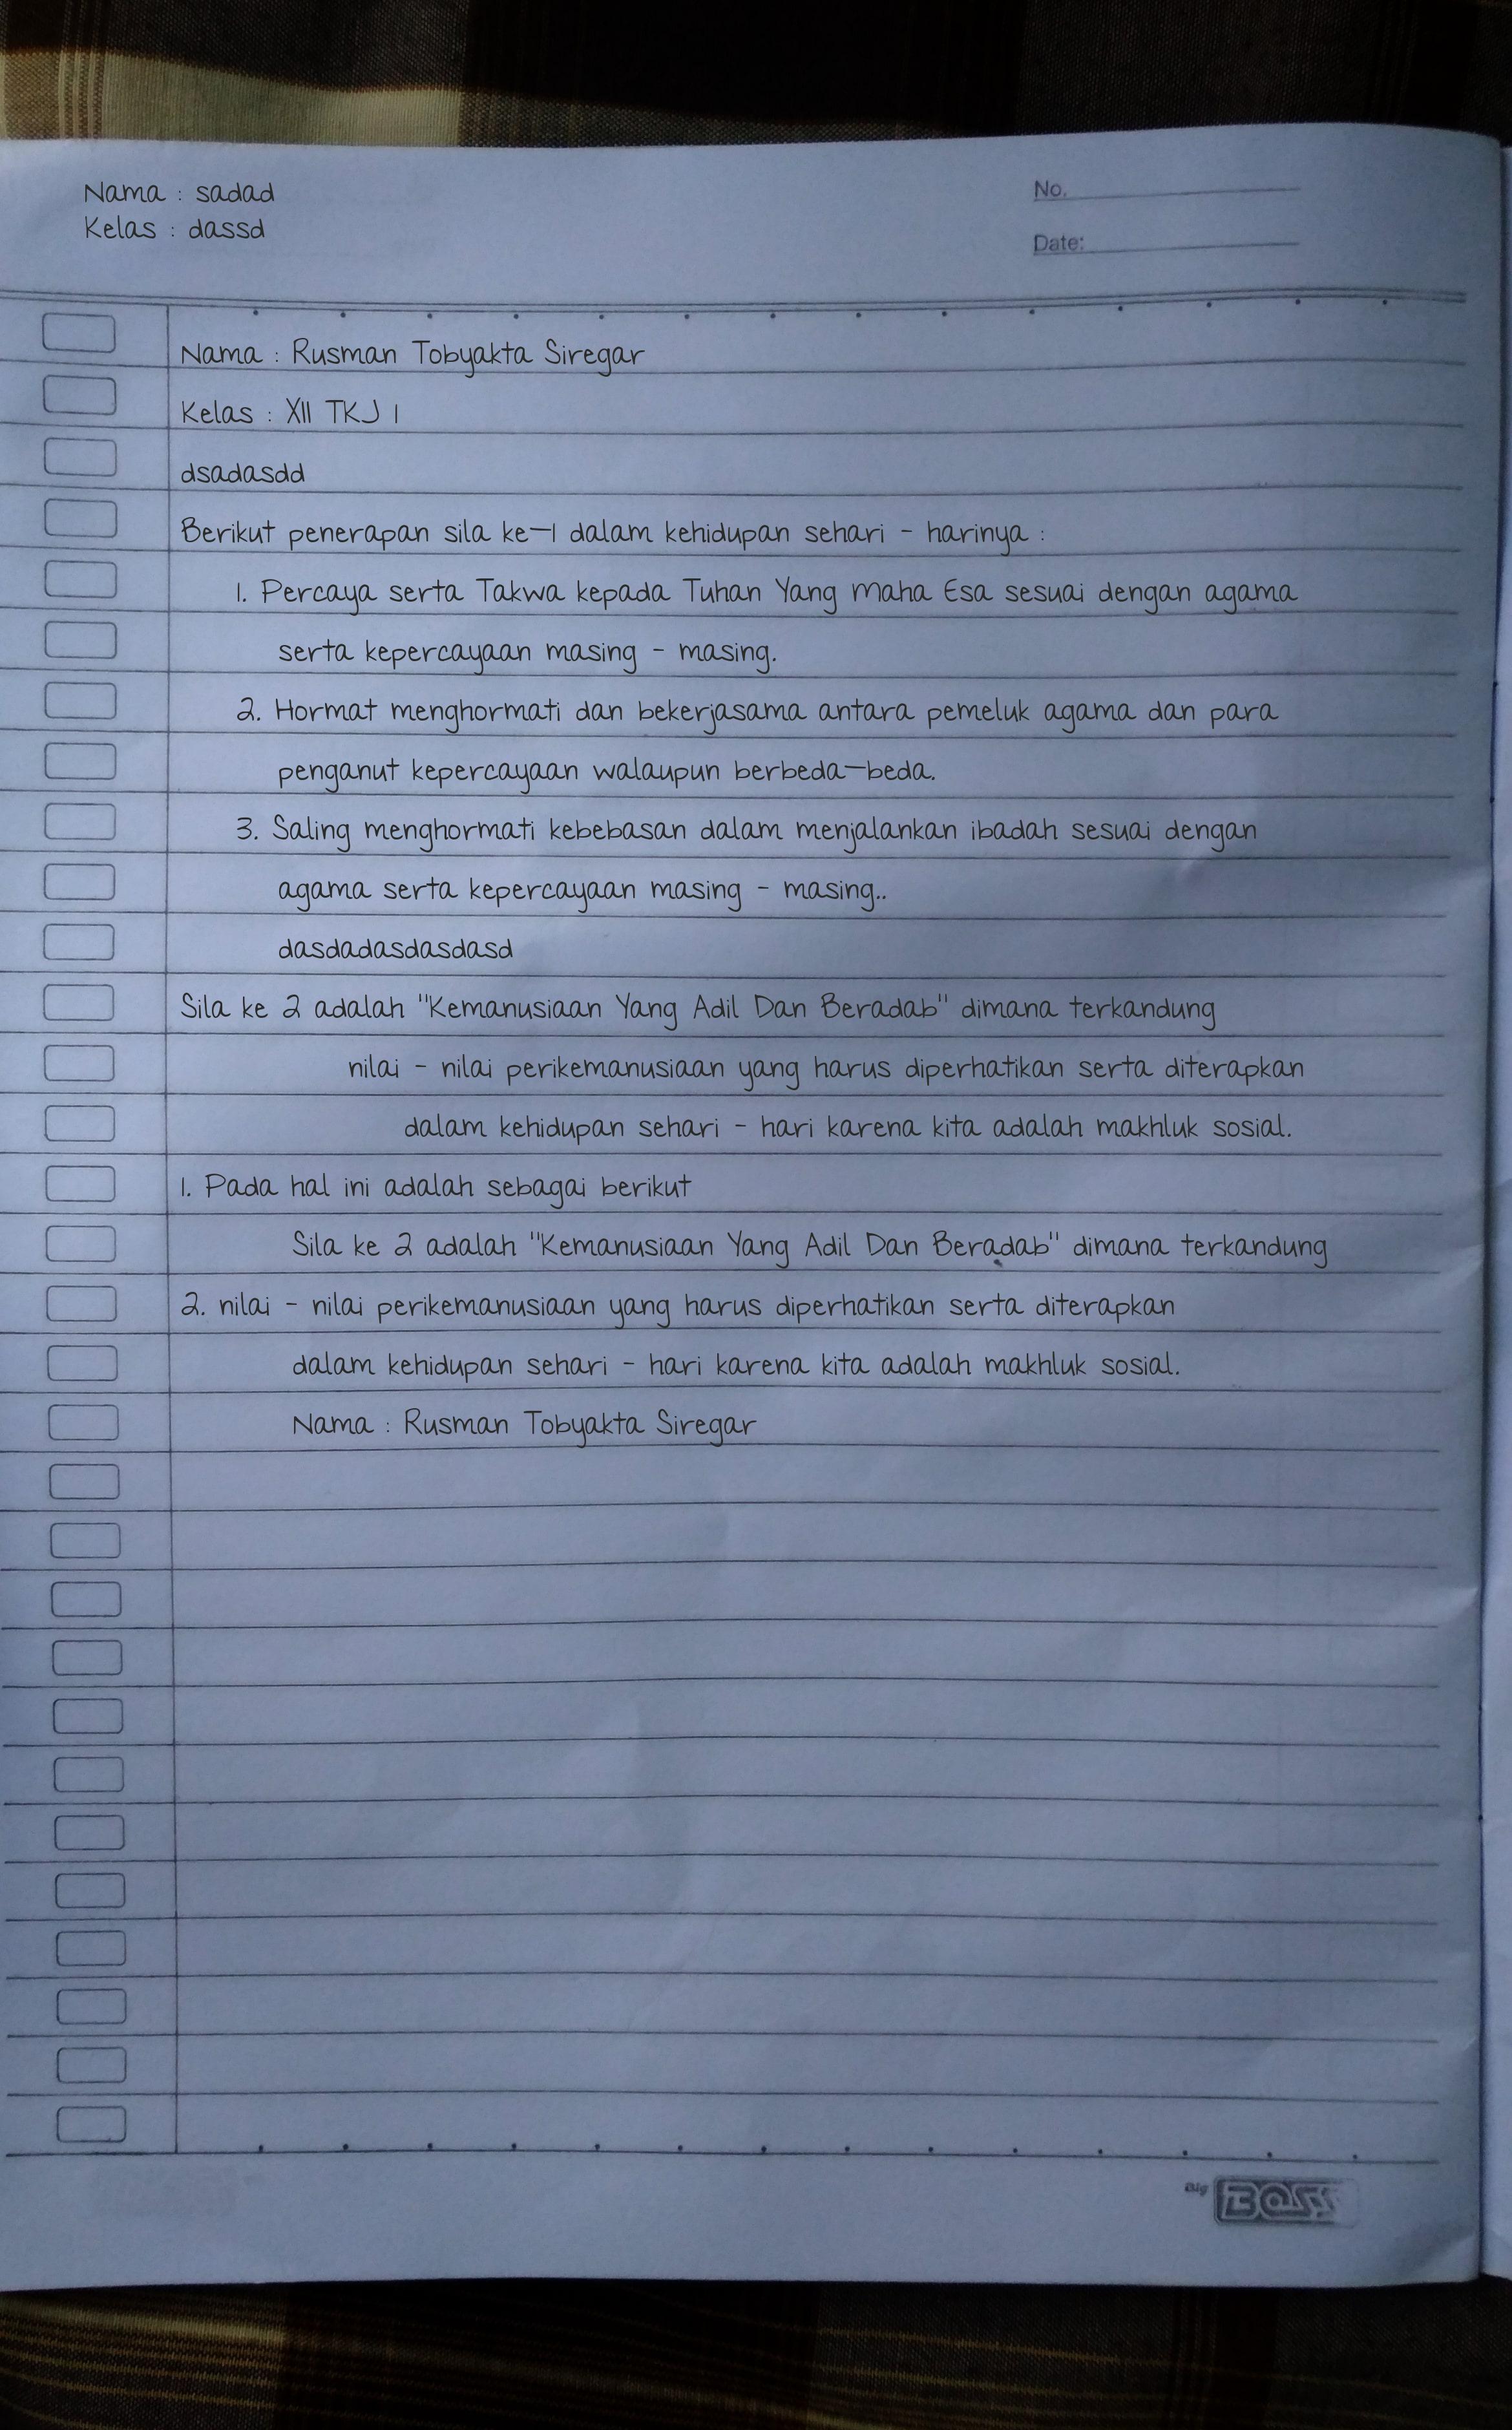 Nama : sadad
Kelas : dassd
No.
Date:
Nama : Rusman Tobyakta Siregar
Kelas : XII TKJ 1
dsadasdd
Berikut penerapan sila ke-1 dalam kehidupan sehari - harinya :
1. Percaya serta Takwa kepada Tuhan Yang Maha Esa sesuai dengan agama
serta kepercayaan masing - masing.
2. Hormat menghormati dan bekerjasama antara pemeluk agama dan para
penganut kepercayaan walaupun berbeda-beda.
3. Saling menghormati kebebasan dalam menjalankan ibadah sesuai dengan
agama serta kepercayaan masing - masing..
dasdadasdasdasd
Sila ke 2 adalah "Kemanusiaan Yang Adil Dan Beradab" dimana terkandung
nilai - nilai perikemanusiaan yang harus diperhatikan serta diterapkan
dalam kehidupan sehari - hari karena kita adalah makhluk sosial.
1. Pada hal ini adalah sebagai berikut
Sila ke 2 adalah "Kemanusiaan Yang Adil Dan Beradab" dimana terkandung
2. nilai - nilai perikemanusiaan yang harus diperhatikan serta diterapkan
dalam kehidupan sehari - hari karena kita adalah makhluk sosial.
Nama : Rusman Tobyakta Siregar
Big BOSS